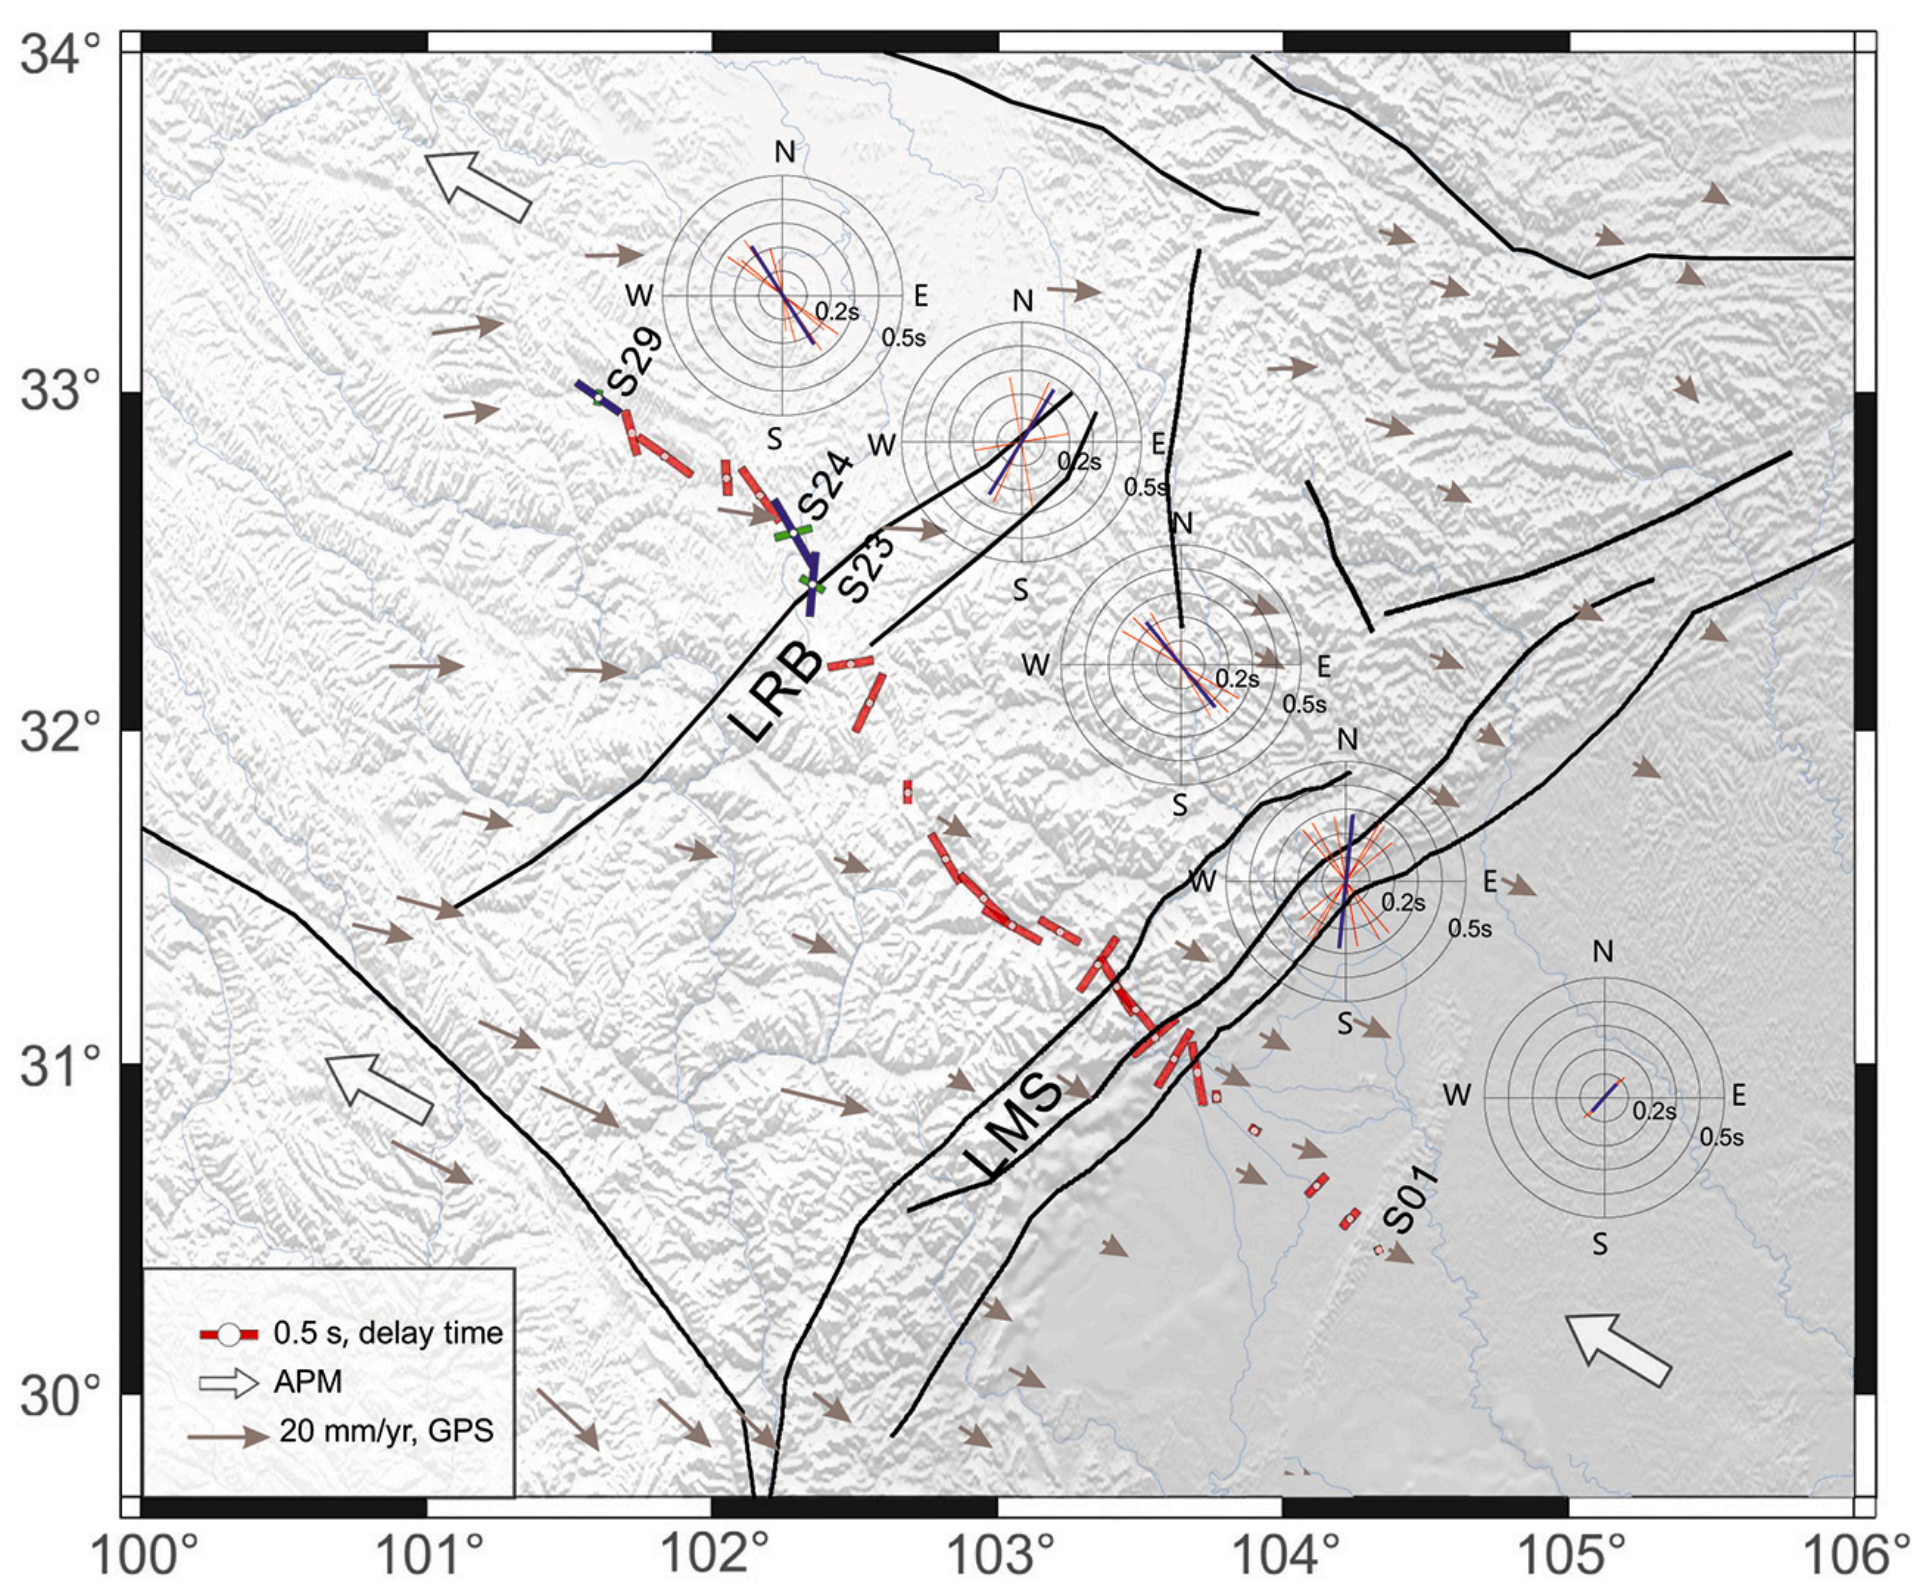 34°
N
W
E
0.2s
0.5s
S
S29
N
W
E
0.2s
0.5s
S
33°
S24
S23
N
W
E
0.2s
0.5s
S
LRB
32°
N
W
E
0.2s
0.5s
S
N
W
E
0.2s
0.5s
S
31°
LMS
S01
0.5 s, delay time
APM
20 mm/yr, GPS
30°
100°
101°
102°
103°
104°
105°
106°